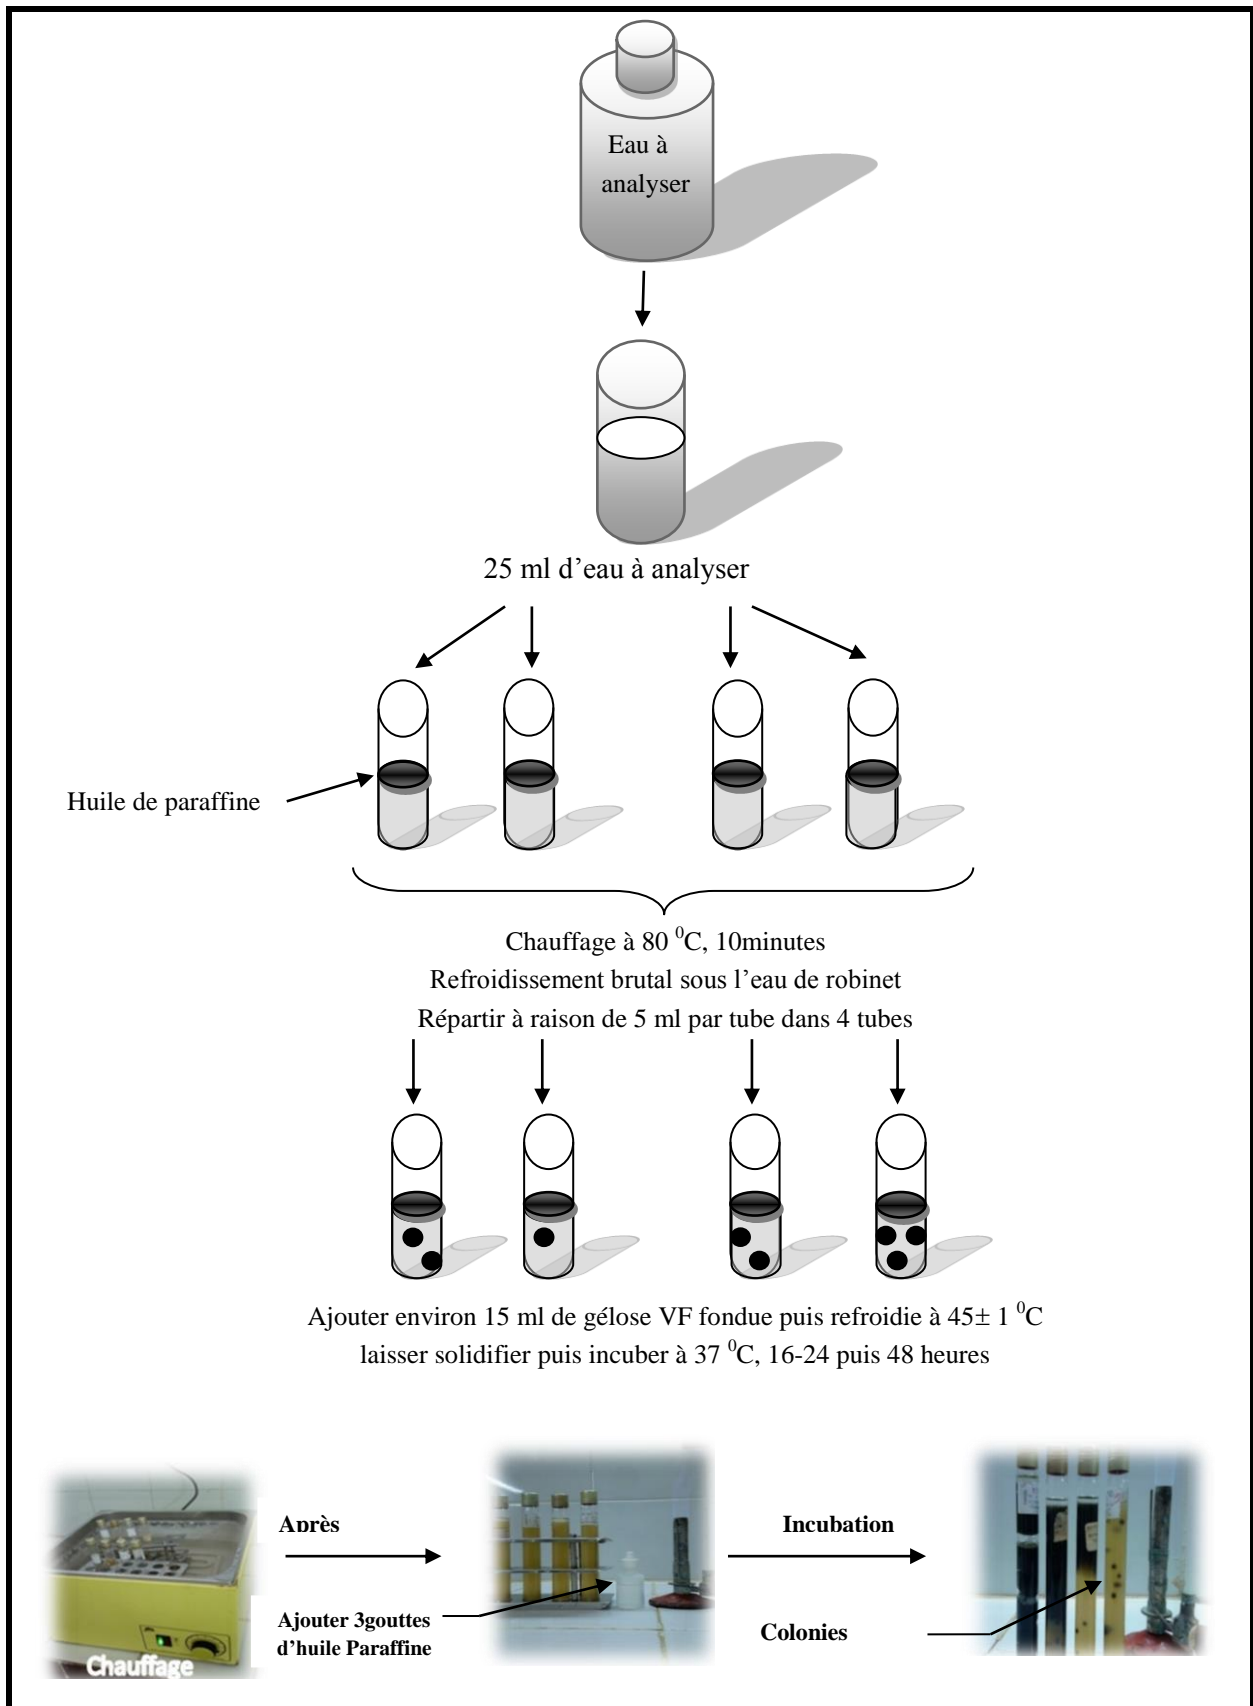 Eau à
analyser
25 ml d’eau à analyser
Huile de paraffine
Chauffage à 80 ⁰C, 10minutes
Refroidissement brutal sous l’eau de robinet
Répartir à raison de 5 ml par tube dans 4 tubes
Ajouter environ 15 ml de gélose VF fondue puis refroidie à 45± 1 ⁰C
laisser solidifier puis incuber à 37 ⁰C, 16-24 puis 48 heures
Après
Incubation
Ajouter 3gouttes
d’huile Paraffine
Colonies
Chauffage